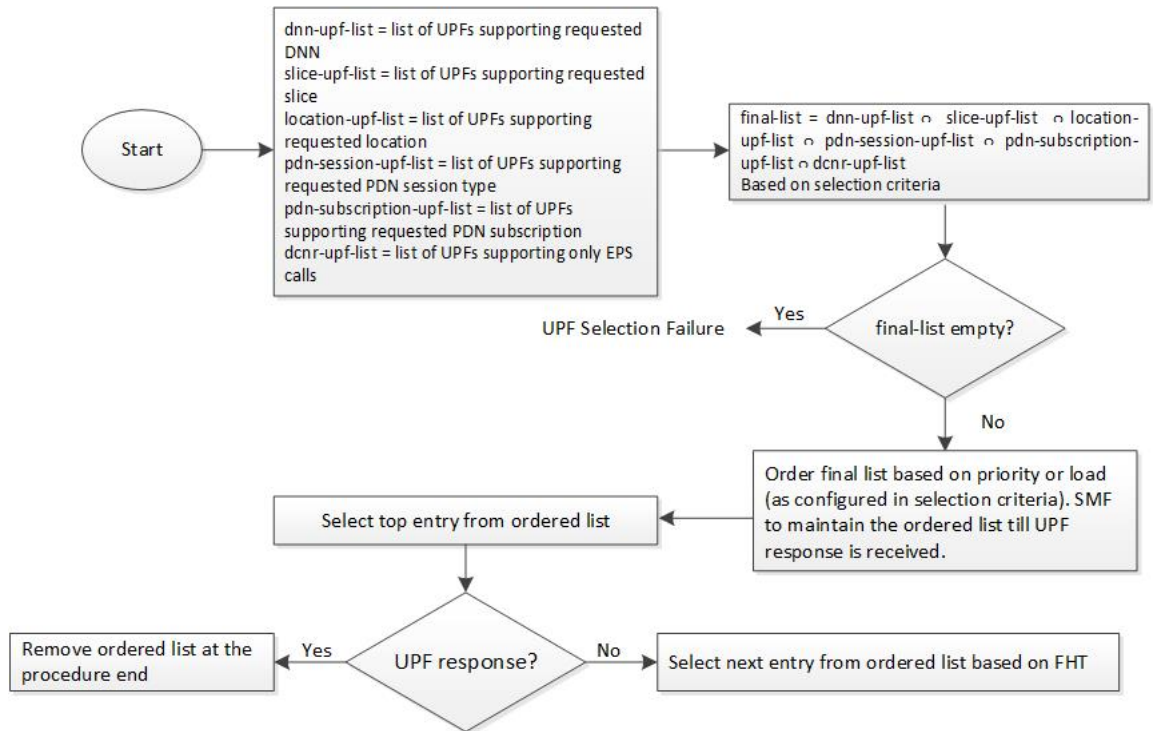 Start
dnn-upf-list = list of UPFs supporting requested
DNN
slice-upf-list = list of UPFs supporting requested
slice
location-upf-list = list of UPFs supporting
requested location
pdn-session-upf-list = list of UPFs supporting
requested PDN session type
pdn-subscription-upf-list = list of UPFs
supporting requested PDN subscription
dcnr-upf-list = list of UPFs supporting only EPS
calls
final-list = dnn-upf-list ∩ slice-upf-list ∩ location-
upf-list ∩ pdn-session-upf-list ∩ pdn-subscription-
upf-list ∩ dcnr-upf-list
Based on selection criteria
final-list empty?
Yes
UPF Selection Failure
No
Order final list based on priority or load
(as configured in selection criteria). SMF
to maintain the ordered list till UPF
response is received.
Select top entry from ordered list
UPF response?
Yes
Remove ordered list at the
procedure end
No
Select next entry from ordered list based on FHT